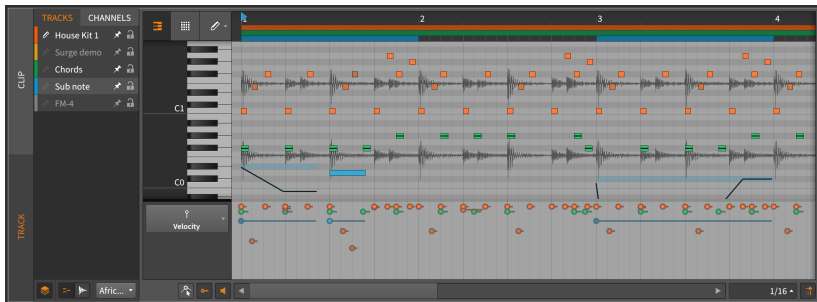 TRACKS CHANNELS
1 2 3 4
House Kit 1
Surge demo
Chords
Sub note
FM-4
CLIP
TRACK
C1
C0
Velocity
Afric...
1/16